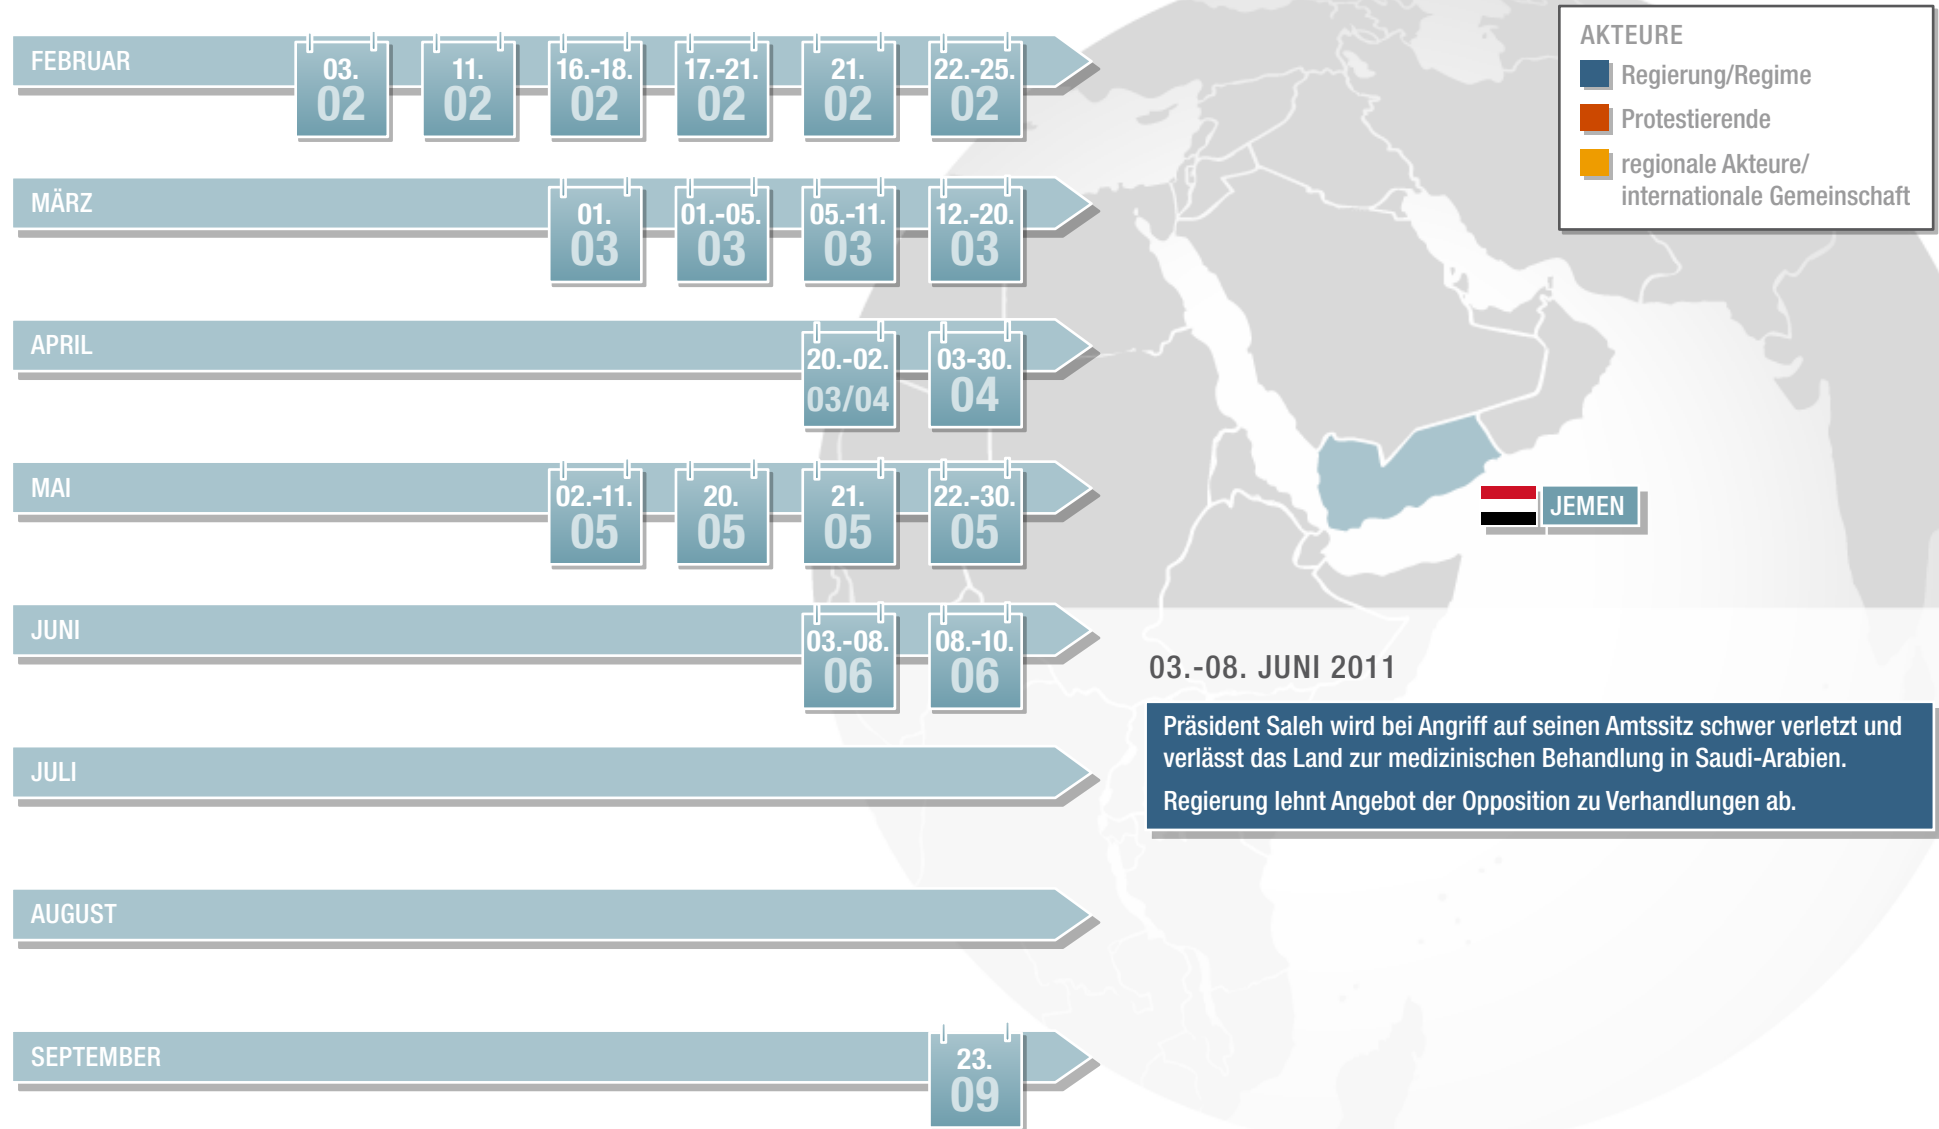 FEBRUAR
03.
02
11.
02
16.-18.
02
17.-21.
02
21.
02
22.-25.
02
MÄRZ
01.
03
01.-05.
03
05.-11.
03
12.-20.
03
APRIL
20.-02.
03/04
03-30.
04
MAI
02.-11.
05
20.
05
21.
05
22.-30.
05
JUNI
03.-08.
06
08.-10.
06
JULI
AUGUST
SEPTEMBER
23.
09
AKTEURE
Regierung/Regime
Protestierende
regionale Akteure/
internationale Gemeinschaft
JEMEN
03.-08. JUNI 2011
Präsident Saleh wird bei Angriff auf seinen Amtssitz schwer verletzt und
verlässt das Land zur medizinischen Behandlung in Saudi-Arabien.
Regierung lehnt Angebot der Opposition zu Verhandlungen ab.